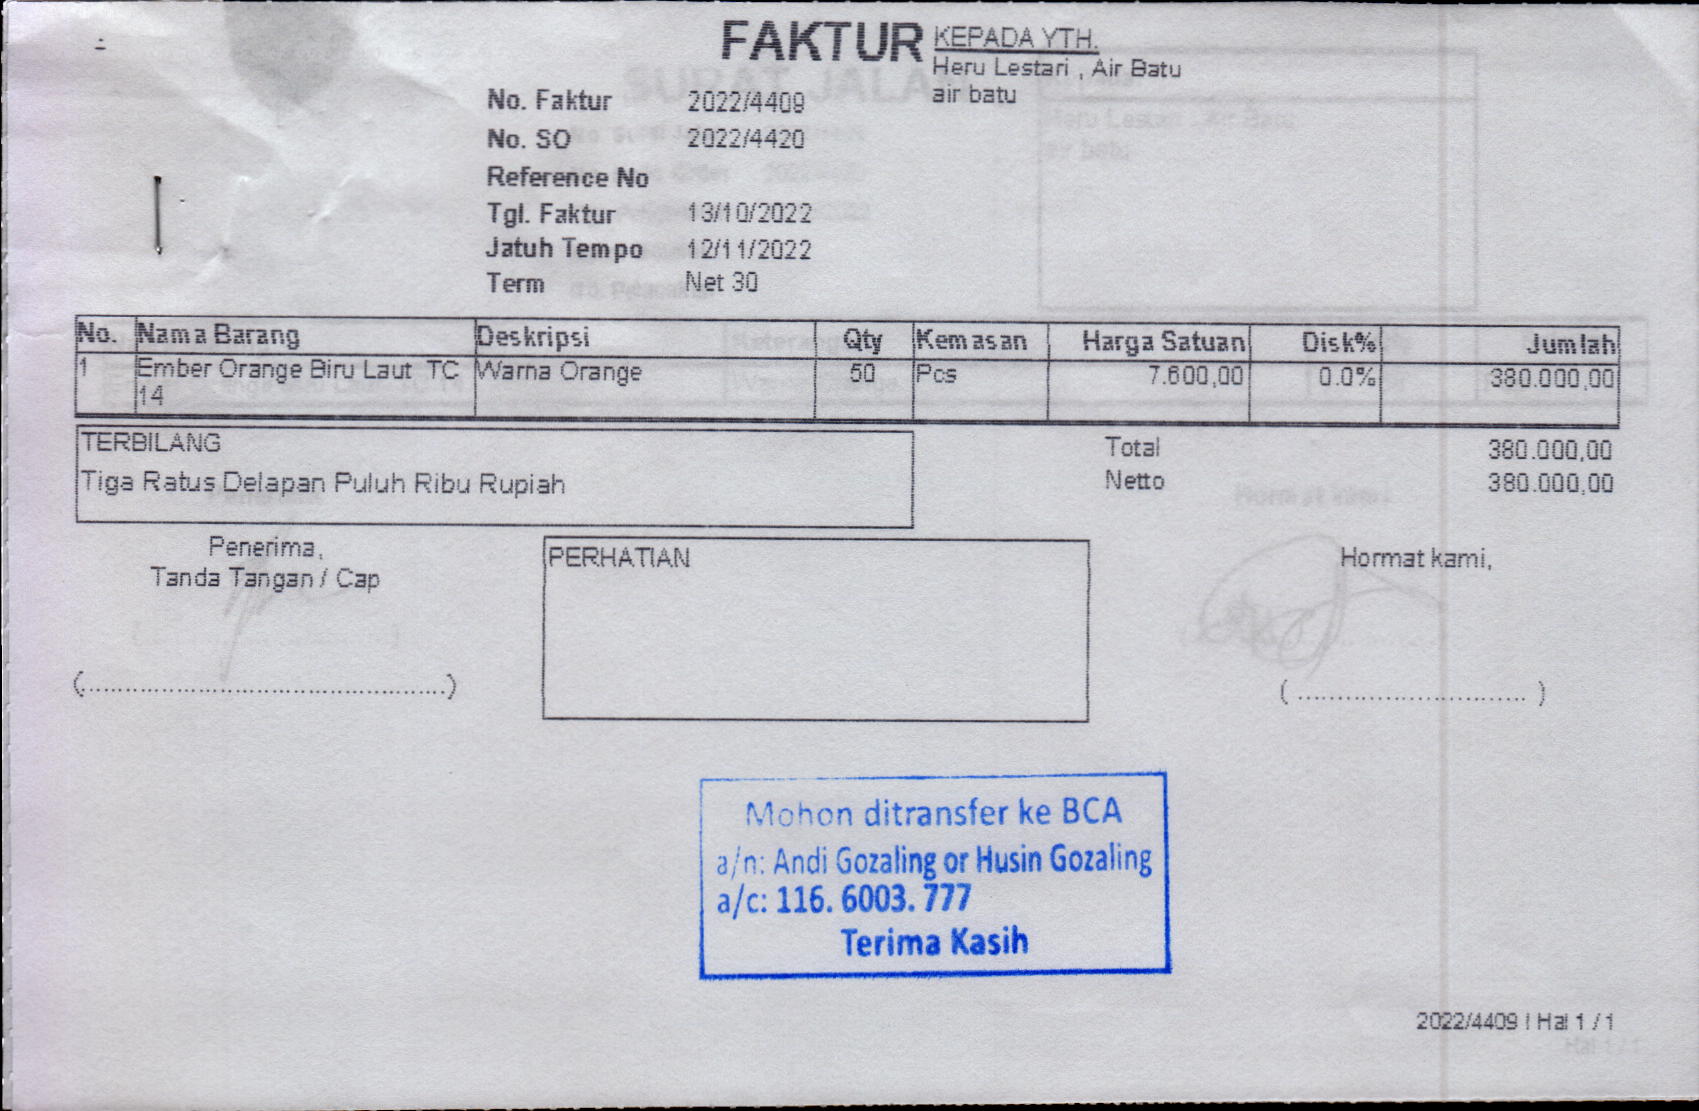 FAKTUR
KEPADA YTH.
Heru Lestari , Air Batu
air batu
No. Faktur 2022/4409
No. SO 2022/4420
Reference No
Tgl. Faktur 13/10/2022
Jatuh Tempo 12/11/2022
Term Net 30
No. Nama Barang Deskripsi Qty Kemasan Harga Satuan Disk% Jumlah
1 Ember Orange Biru Laut TC Warna Orange 50 Pcs 7.600,00 0.0% 380.000,00
14
TERBILANG
Tiga Ratus Delapan Puluh Ribu Rupiah
Total 380.000,00
Netto 380.000,00
Penerima,
Tanda Tangan / Cap
PERHATIAN
Hormat kami,
(.................................................)
( ............................... )
Mohon ditransfer ke BCA
a/n: Andi Gozaling or Husin Gozaling
a/c: 116. 6003. 777
Terima Kasih
2022/4409 | Hal 1 / 1